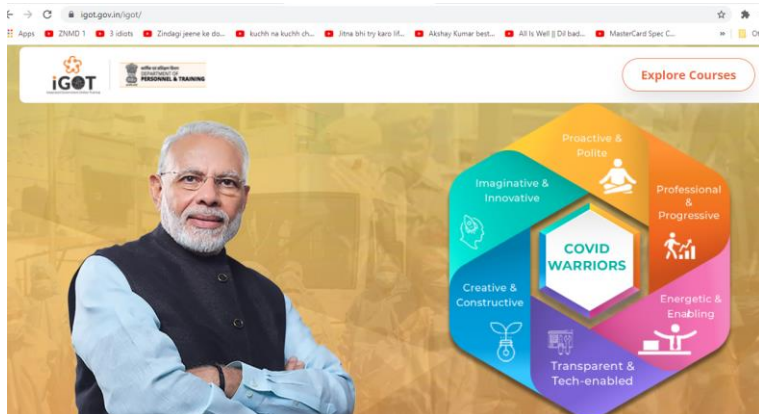 igot.gov.in/igot/
Apps ZNMD 1 3 idiots Zindagi jeene ke do... kuchh na kuchh ch... Jitna bhi try karo lif... Akshay Kumar best... All Is Well || Dil bad... MasterCard Spec C... »
iGOT
DEPARTMENT OF
PERSONNEL & TRAINING
Explore Courses
Proactive &
Polite
Imaginative &
Innovative
Professional
&
Progressive
COVID
WARRIORS
Creative &
Constructive
Energetic &
Enabling
Transparent &
Tech-enabled